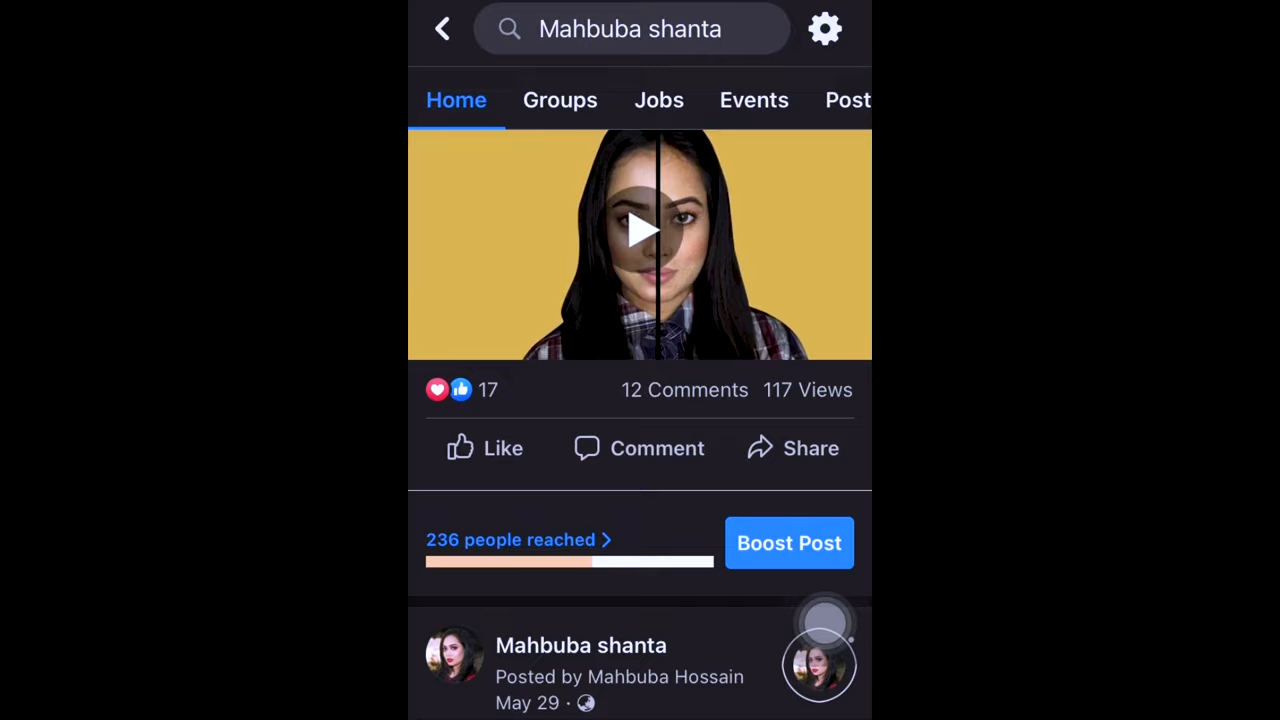 Mahbuba shanta
Home Groups Jobs Events Post
17 12 Comments 117 Views
Like Comment Share
236 people reached
Boost Post
Mahbuba shanta
Posted by Mahbuba Hossain
May 29 ·